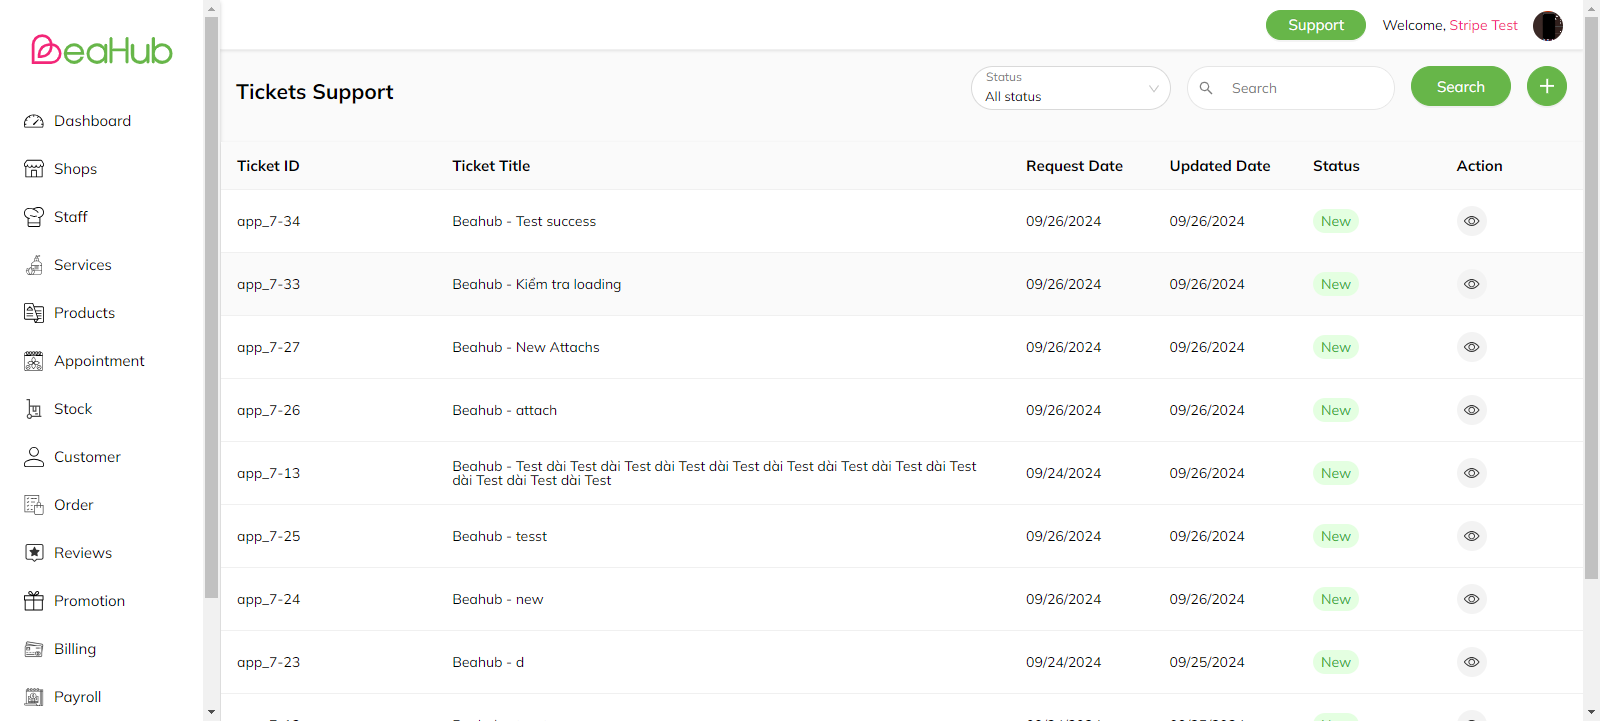 BeaHub
Support
Welcome, Stripe Test
Tickets Support
Status
All status
Search
Search
Dashboard
Shops
Staff
Services
Products
Appointment
Stock
Customer
Order
Reviews
Promotion
Billing
Payroll
Ticket ID Ticket Title Request Date Updated Date Status Action
app_7-34 Beahub - Test success 09/26/2024 09/26/2024 New
app_7-33 Beahub - Kiểm tra loading 09/26/2024 09/26/2024 New
app_7-27 Beahub - New Attachs 09/26/2024 09/26/2024 New
app_7-26 Beahub - attach 09/26/2024 09/26/2024 New
app_7-13 Beahub - Test dài Test dài Test dài Test dài Test dài Test dài Test dài Test dài Test 09/24/2024 09/26/2024 New
dài Test dài Test dài Test
app_7-25 Beahub - tesst 09/26/2024 09/26/2024 New
app_7-24 Beahub - new 09/26/2024 09/26/2024 New
app_7-23 Beahub - d 09/24/2024 09/25/2024 New